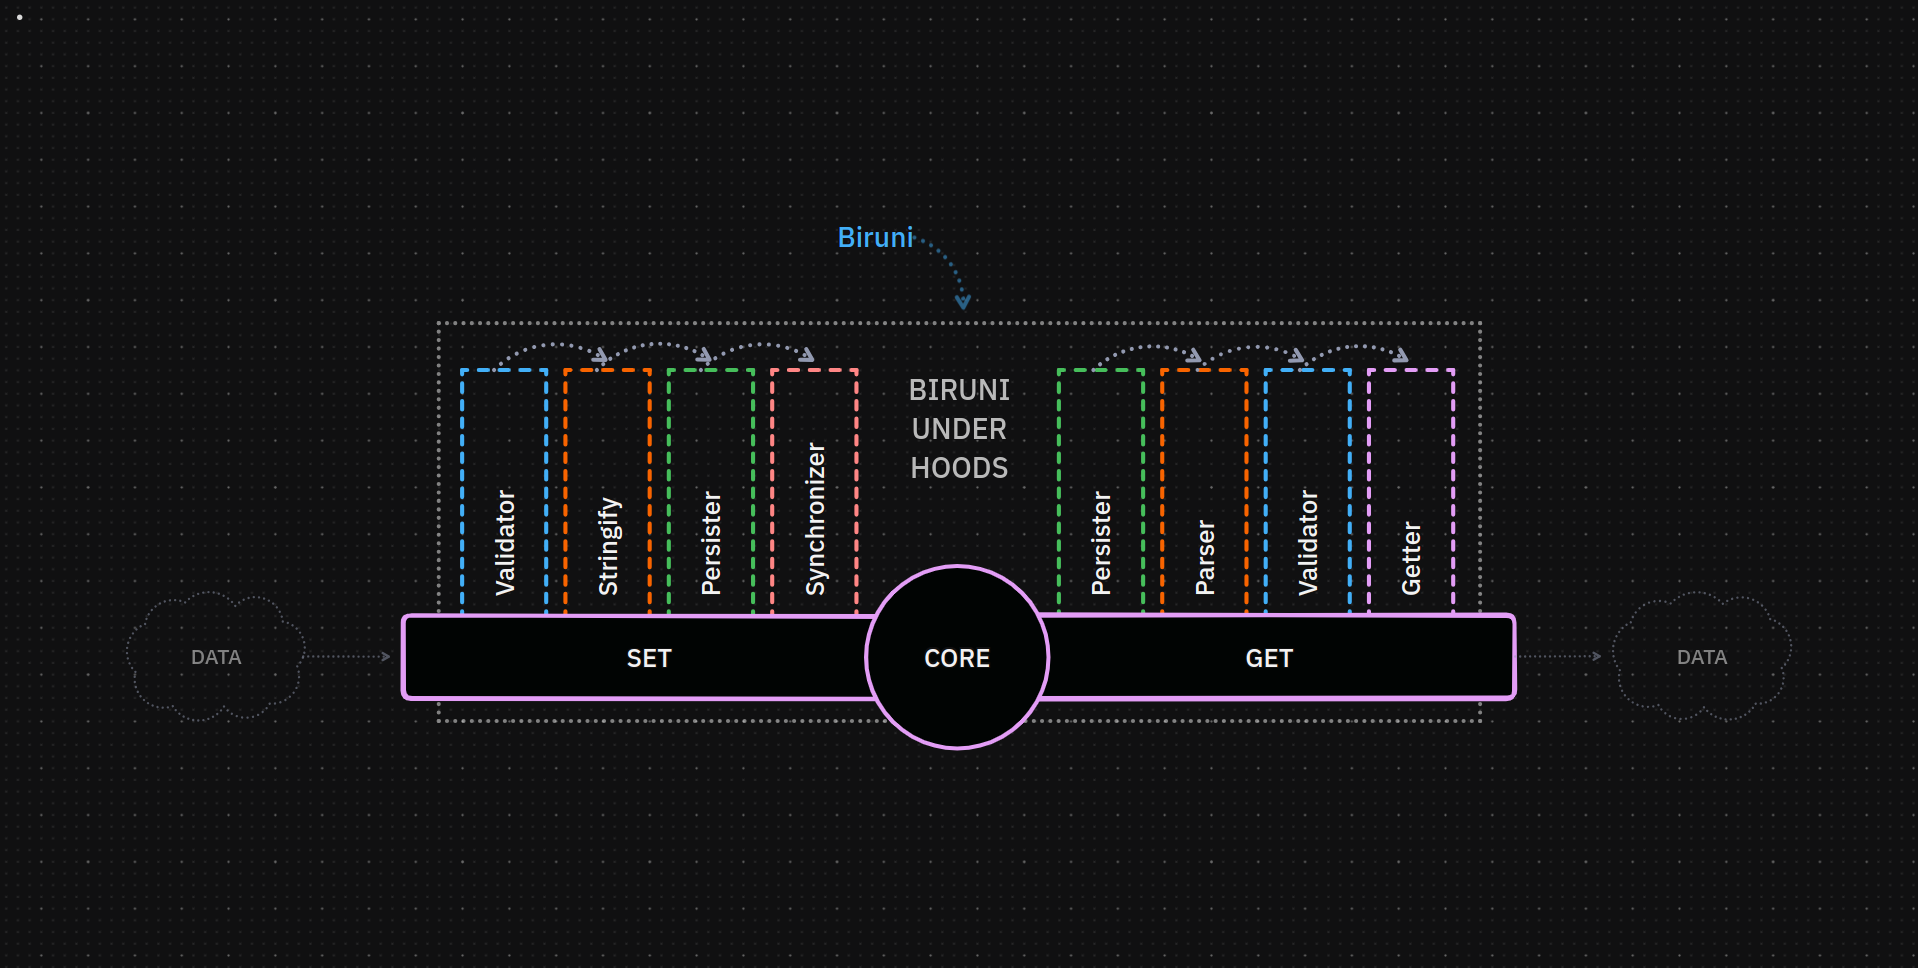 Biruni
BIRUNI
UNDER
HOODS
Validator
Stringify
Persister
Synchronizer
Persister
Parser
Validator
Getter
DATA
SET
CORE
GET
DATA